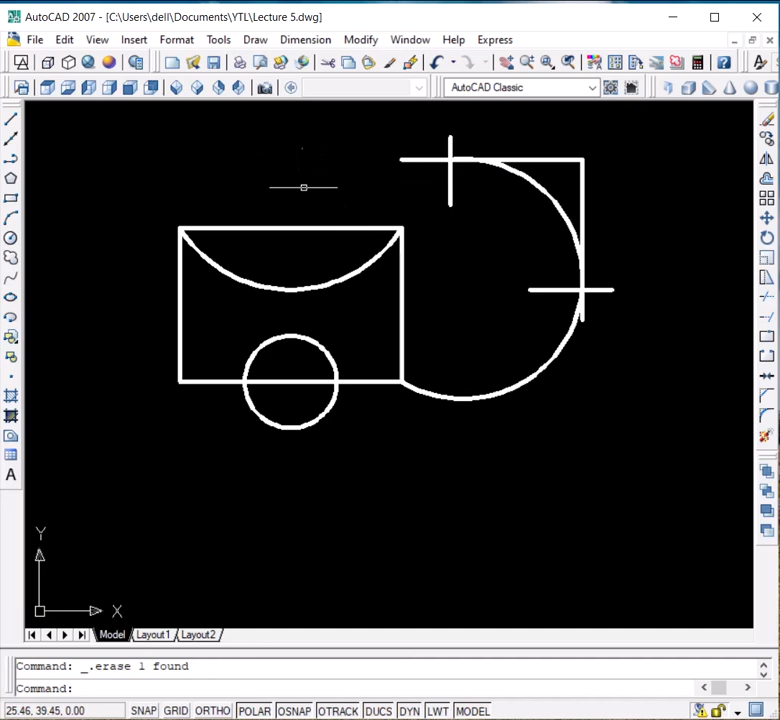 AutoCAD 2007 - [C:\Users\dell\Documents\YTL\Lecture 5.dwg]
File Edit View Insert Format Tools Draw Dimension Modify Window Help Express
AutoCAD Classic
A
Y
X
Model Layout1 Layout2
Command: _.erase 1 found
Command:
25.46, 39.45, 0.00 SNAP GRID ORTHO POLAR OSNAP OTRACK DUCS DYN LWT MODEL